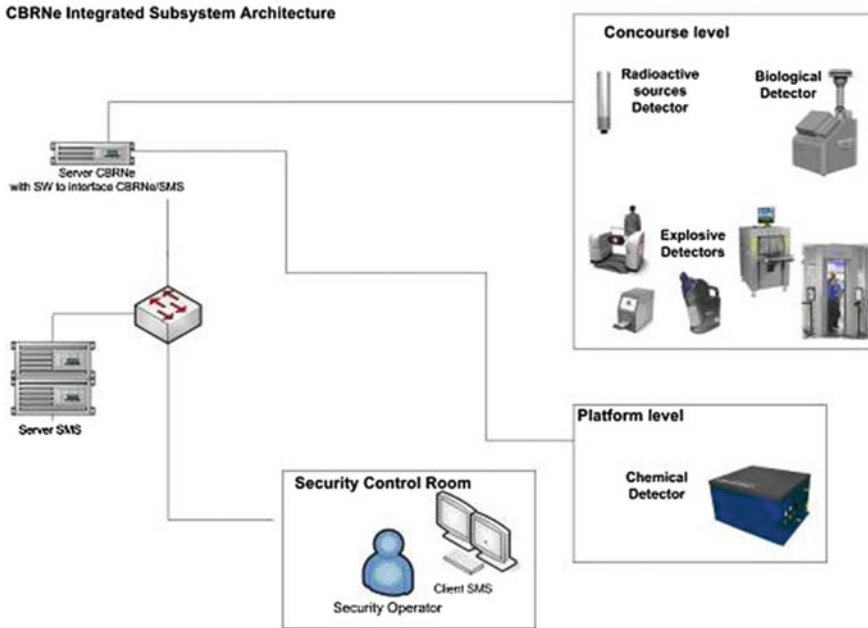 CBRNe Integrated Subsystem Architecture
Concourse level
Radioactive
sources
Detector
Biological
Detector
Server CBRNe
with SW to interface CBRNe/SMS
Explosive
Detectors
Server SMS
Platform level
Chemical
Detector
Security Control Room
Client SMS
Security Operator